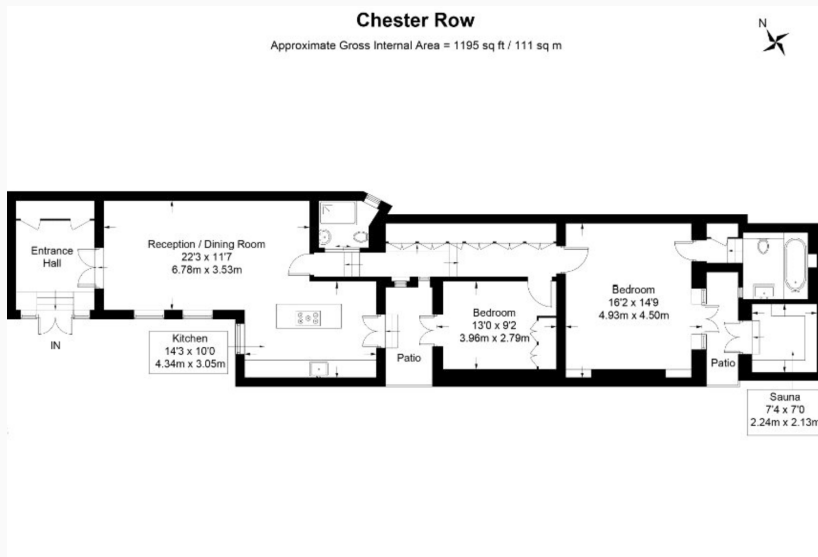 Chester Row
Approximate Gross Internal Area = 1195 sq ft / 111 sq m
N
Entrance
Hall
IN
Reception / Dining Room
22'3 x 11'7
6.78m x 3.53m
Kitchen
14'3 x 10'0
4.34m x 3.05m
Patio
Bedroom
13'0 x 9'2
3.96m x 2.79m
Bedroom
16'2 x 14'9
4.93m x 4.50m
Patio
Sauna
7'4 x 7'0
2.24m x 2.13m